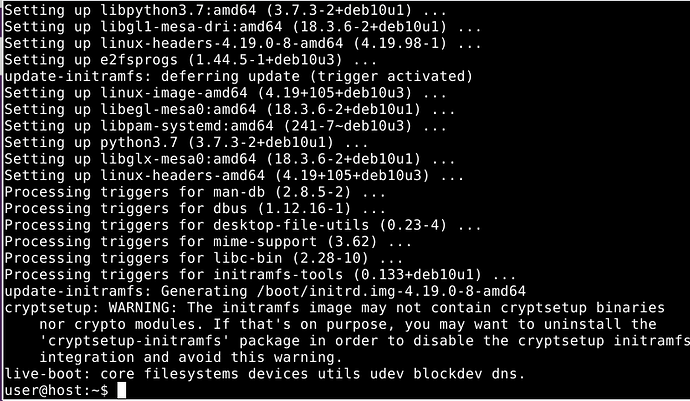 Setting up libpython3.7:amd64 (3.7.3-2+deb10u1) ...
Setting up libgl1-mesa-dri:amd64 (18.3.6-2+deb10u1) ...
Setting up linux-headers-4.19.0-8-amd64 (4.19.98-1) ...
Setting up e2fsprogs (1.44.5-1+deb10u3) ...
update-initramfs: deferring update (trigger activated)
Setting up linux-image-amd64 (4.19+105+deb10u3) ...
Setting up libegl-mesa0:amd64 (18.3.6-2+deb10u1) ...
Setting up libpam-systemd:amd64 (241-7~deb10u3) ...
Setting up python3.7 (3.7.3-2+deb10u1) ...
Setting up libglx-mesa0:amd64 (18.3.6-2+deb10u1) ...
Setting up linux-headers-amd64 (4.19+105+deb10u3) ...
Processing triggers for man-db (2.8.5-2) ...
Processing triggers for dbus (1.12.16-1) ...
Processing triggers for desktop-file-utils (0.23-4) ...
Processing triggers for mime-support (3.62) ...
Processing triggers for libc-bin (2.28-10) ...
Processing triggers for initramfs-tools (0.133+deb10u1) ...
update-initramfs: Generating /boot/initrd.img-4.19.0-8-amd64
cryptsetup: WARNING: The initramfs image may not contain cryptsetup binaries
    nor crypto modules. If that's on purpose, you may want to uninstall the
    'cryptsetup-initramfs' package in order to disable the cryptsetup initramfs
    integration and avoid this warning.
live-boot: core filesystems devices utils udev blockdev dns.
user@host:~$